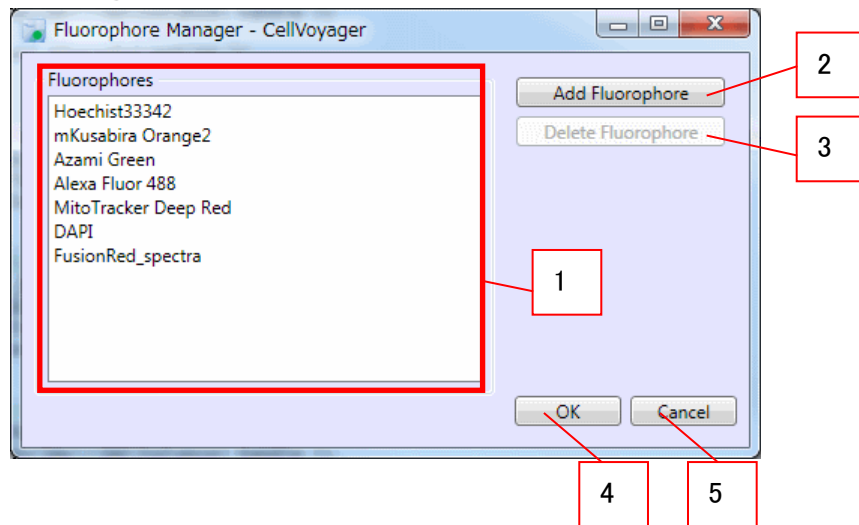 Fluorophore Manager - CellVoyager
Fluorophores
Hoechist33342
mKusabira Orange2
Azami Green
Alexa Fluor 488
MitoTracker Deep Red
DAPI
FusionRed_spectra
Add Fluorophore
Delete Fluorophore
OK
Cancel
1
2
3
4
5